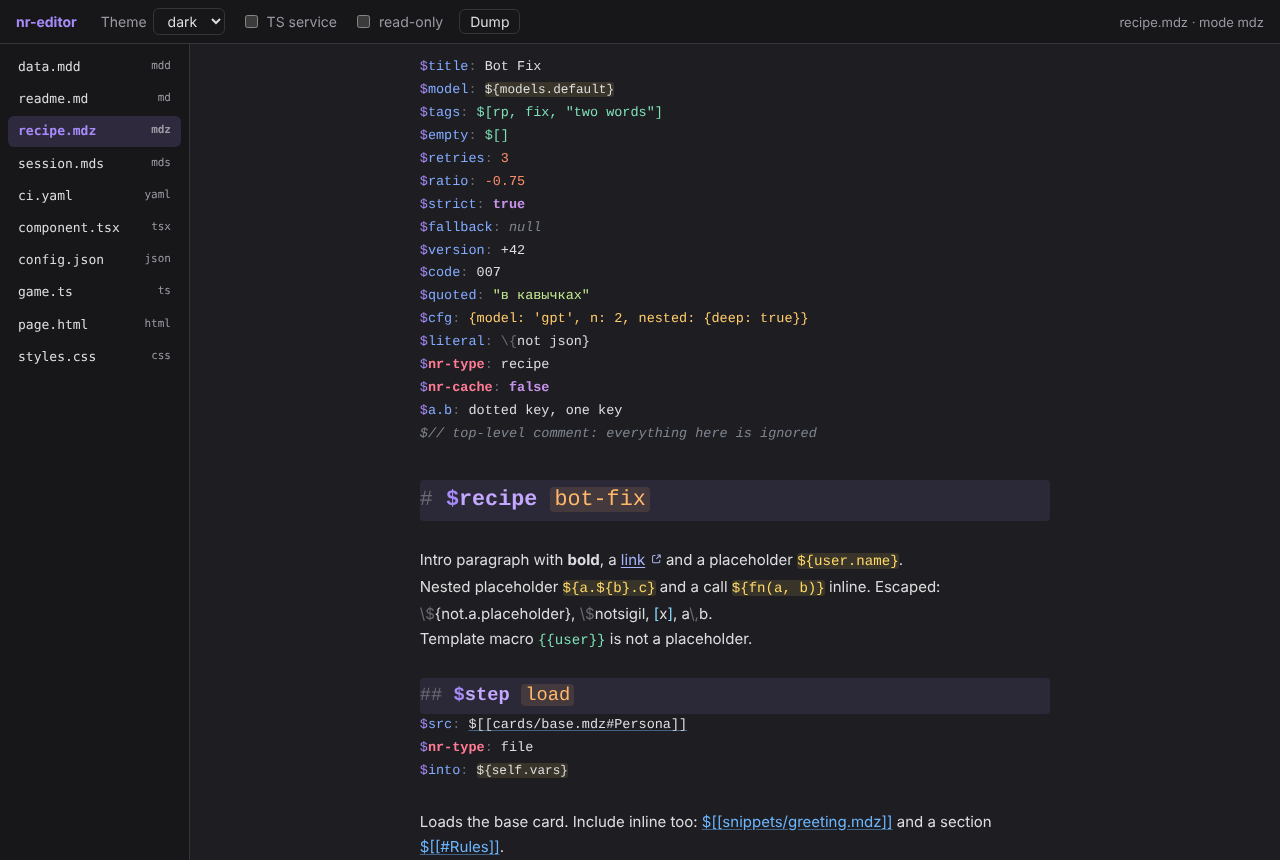 nr-editor Theme dark TS service read-only Dump recipe.mdz · mode mdz
data.mdd mdd
readme.md md
recipe.mdz mdz
session.mds mds
ci.yaml yaml
component.tsx tsx
config.json json
game.ts ts
page.html html
styles.css css
$title: Bot Fix
$model: ${models.default}
$tags: $[rp, fix, "two words"]
$empty: $[]
$retries: 3
$ratio: -0.75
$strict: true
$fallback: null
$version: +42
$code: 007
$quoted: "в кавычках"
$cfg: {model: 'gpt', n: 2, nested: {deep: true}}
$literal: \{not json}
$nr-type: recipe
$nr-cache: false
$a.b: dotted key, one key
$// top-level comment: everything here is ignored
# $recipe bot-fix
Intro paragraph with bold, a link and a placeholder ${user.name}.
Nested placeholder ${a.${b}.c} and a call ${fn(a, b)} inline. Escaped:
\${not.a.placeholder}, \$notsigil, [x], a\,b.
Template macro {{user}} is not a placeholder.
## $step load
$src: $[[cards/base.mdz#Persona]]
$nr-type: file
$into: ${self.vars}
Loads the base card. Include inline too: $[[snippets/greeting.mdz]] and a section
$[[#Rules]].